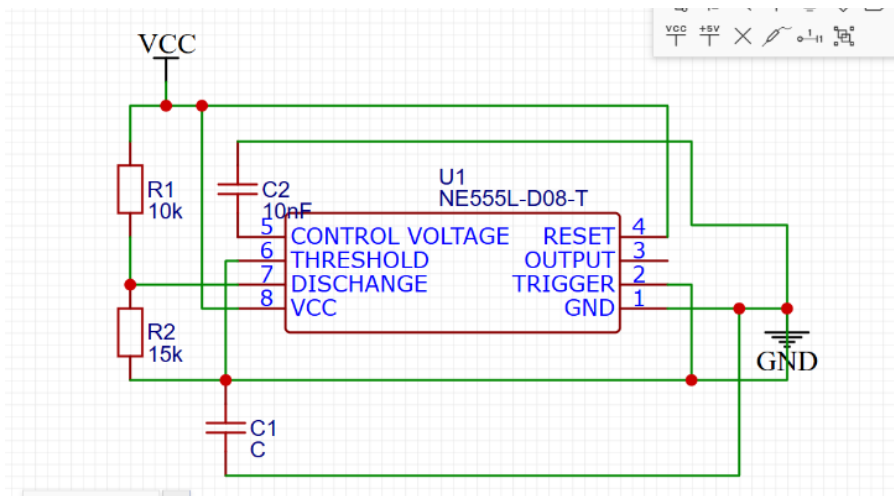 VCC +5V
VCC
R1
10k
C2
10nF
U1
NE555L-D08-T
5 CONTROL VOLTAGE RESET 4
6 THRESHOLD OUTPUT 3
7 DISCHANGE TRIGGER 2
8 VCC GND 1
R2
15k
GND
C1
C